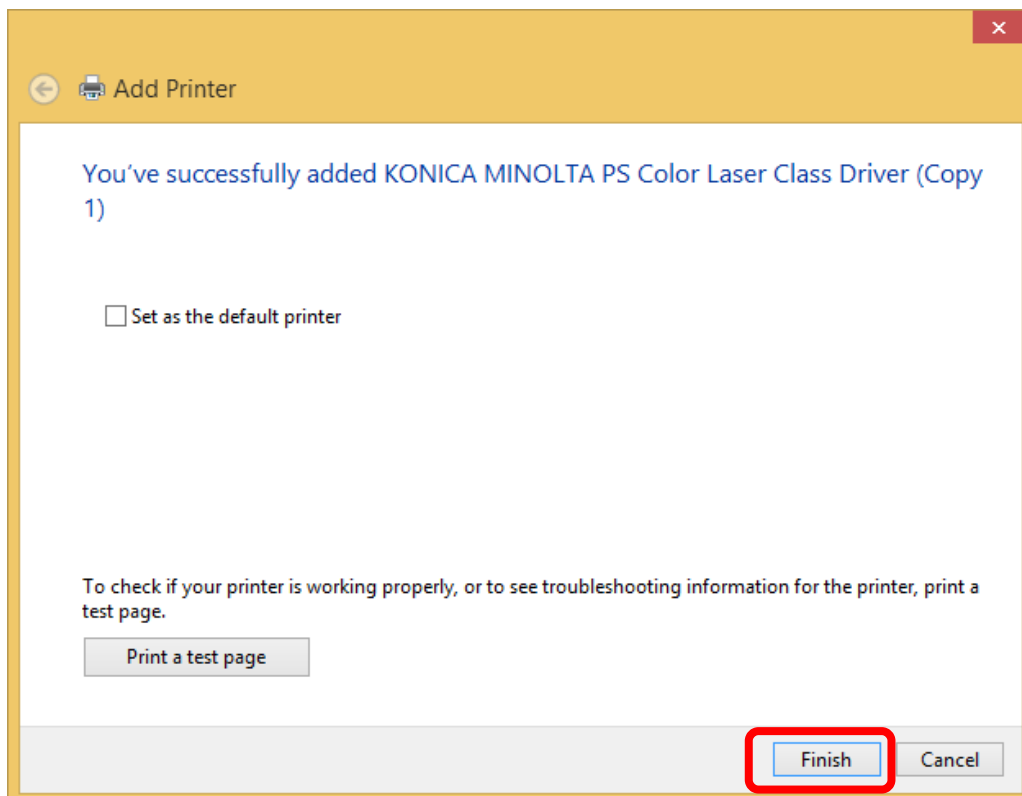 Add Printer
You've successfully added KONICA MINOLTA PS Color Laser Class Driver (Copy
1)
Set as the default printer
To check if your printer is working properly, or to see troubleshooting information for the printer, print a
test page.
Print a test page
Finish Cancel